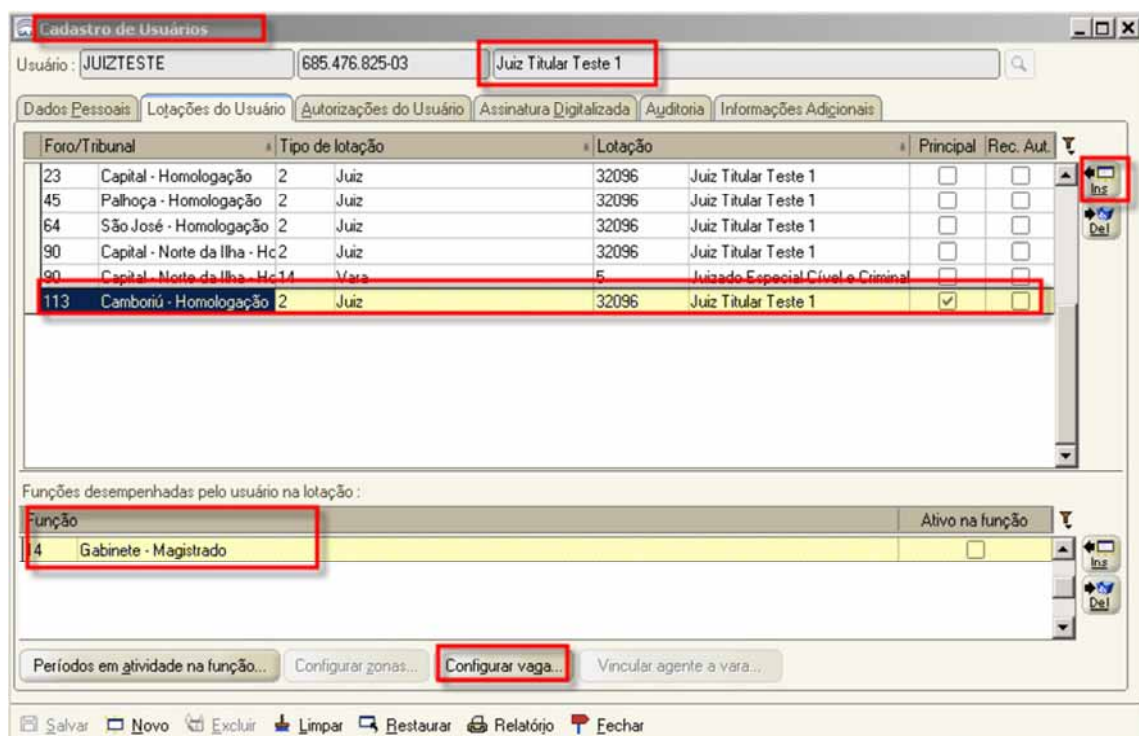 Cadastro de Usuários
Usuário : JUIZTESTE 685.476.825-03 Juiz Titular Teste 1
Dados Pessoais Lotações do Usuário Autorizações do Usuário Assinatura Digitalizada Auditoria Informações Adicionais
Foro/Tribunal Tipo de lotação Lotação Principal Rec. Aut.
23 Capital - Homologação 2 Juiz 32096 Juiz Titular Teste 1 Ins
45 Palhoça - Homologação 2 Juiz 32096 Juiz Titular Teste 1
64 São José - Homologação 2 Juiz 32096 Juiz Titular Teste 1 Del
90 Capital - Norte da Ilha - Ho 2 Juiz 32096 Juiz Titular Teste 1
90 Capital - Norte da Ilha - Ho 14 Vara 5 Juizado Especial Cível e Criminal
113 Camboriú - Homologação 2 Juiz 32096 Juiz Titular Teste 1
Funções desempenhadas pelo usuário na lotação :
Função Ativo na função
14 Gabinete - Magistrado Ins
Del
Períodos em atividade na função... Configurar zonas... Configurar vaga... Vincular agente a vara...
Salvar Novo Excluir Limpar Restaurar Relatório Fechar